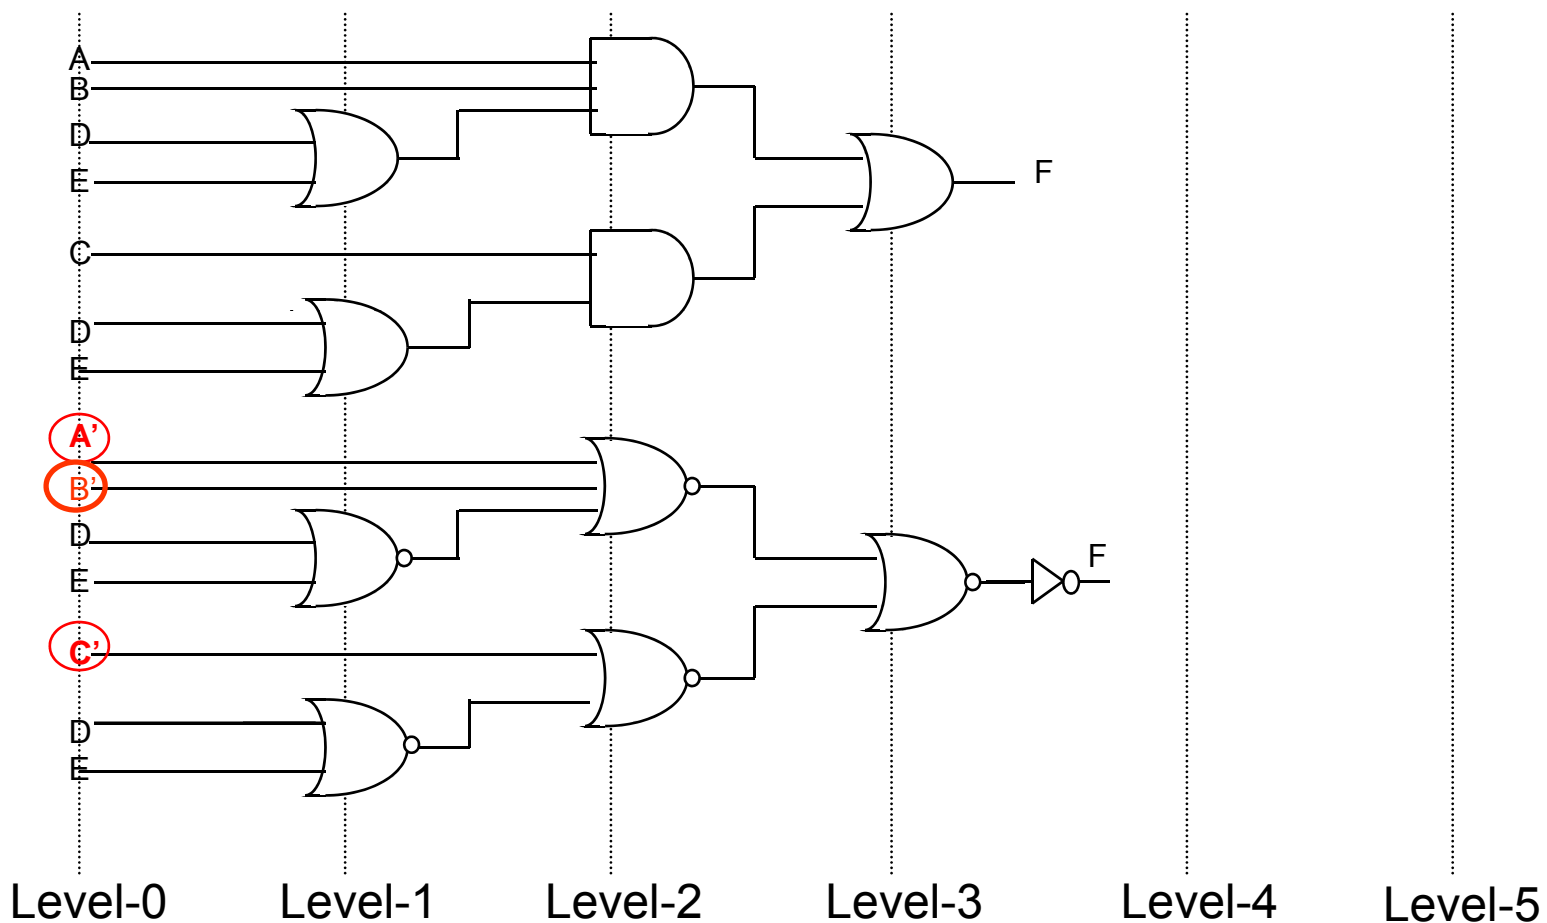 A
B
D
E
F
C
D
E
A’
B’
D
E
F
C’
D
E
Level-0 Level-1 Level-2 Level-3 Level-4 Level-5